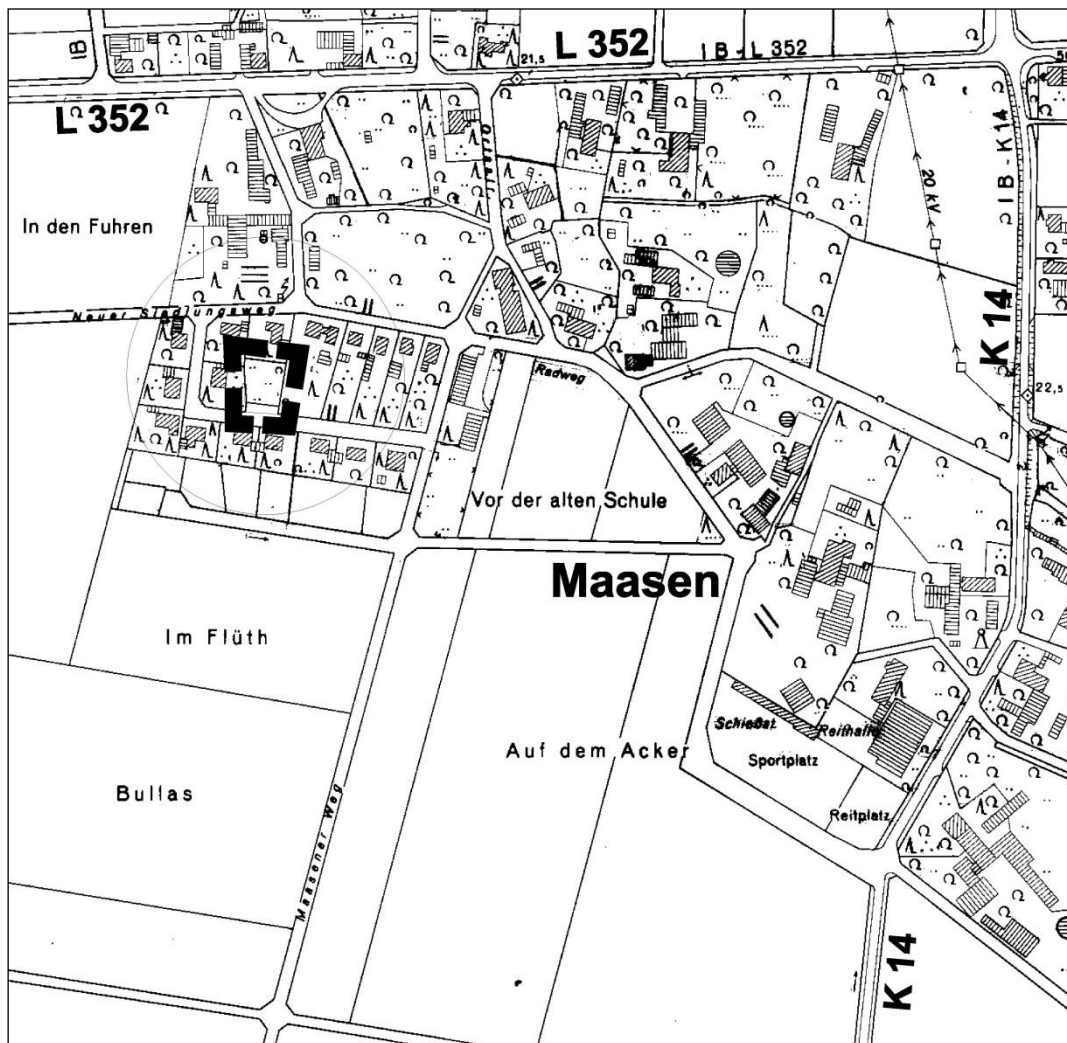 IB
L 352
21,5
I B - L 352
L 352
Ortstr.
IB-K14
20 kV
In den Fuhren
K 14
Neuer Siedlungsweg
Radweg
22,5
Vor der alten Schule
Maasen
Im Flüth
Schießst.
Reithalle
Auf dem Acker
Sportplatz
Bullas
Reitplatz
Maasener Weg
K 14